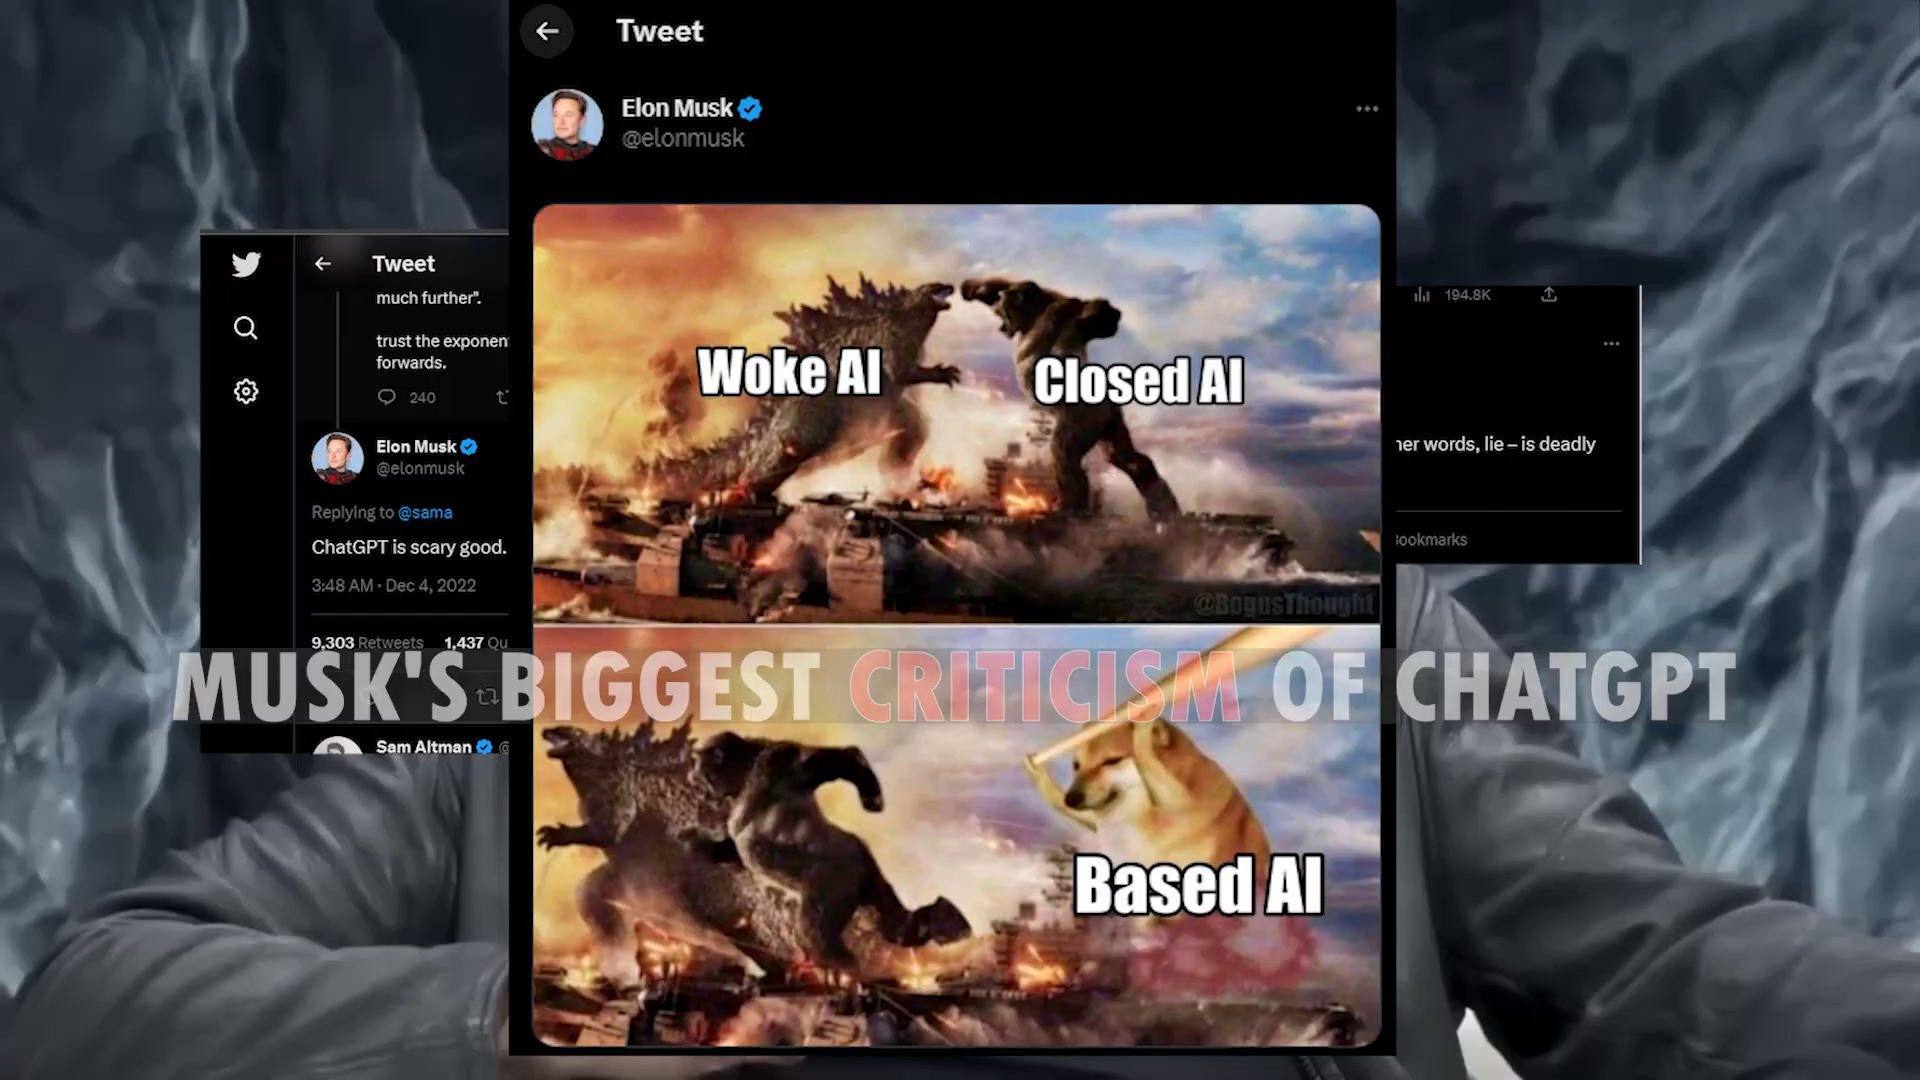 Tweet
Elon Musk
@elonmusk
Woke AI
Closed AI
@BogusThought
Based AI
Tweet
much further".
trust the exponen
forwards.
240
Elon Musk
@elonmusk
Replying to @sama
ChatGPT is scary good.
3:48 AM · Dec 4, 2022
9,303 Retweets 1,437 Qu
Sam Altman
194.8K
her words, lie – is deadly
Bookmarks
MUSK'S BIGGEST CRITICISM OF CHATGPT